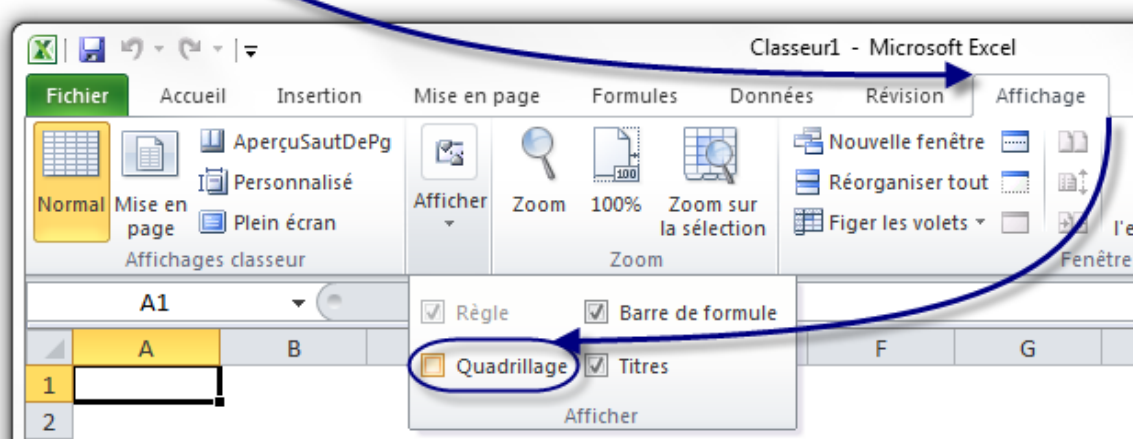 Classeur1 - Microsoft Excel
Fichier Accueil Insertion Mise en page Formules Données Révision Affichage
Normal
Mise en page
AperçuSautDePg
Personnalisé
Plein écran
Affichages classeur
Afficher
Zoom
100
100%
Zoom sur
la sélection
Zoom
Nouvelle fenêtre
Réorganiser tout
Figer les volets
Fenêtre
A1
Règle Barre de formule
Quadrillage Titres
Afficher
A B F G
1
2